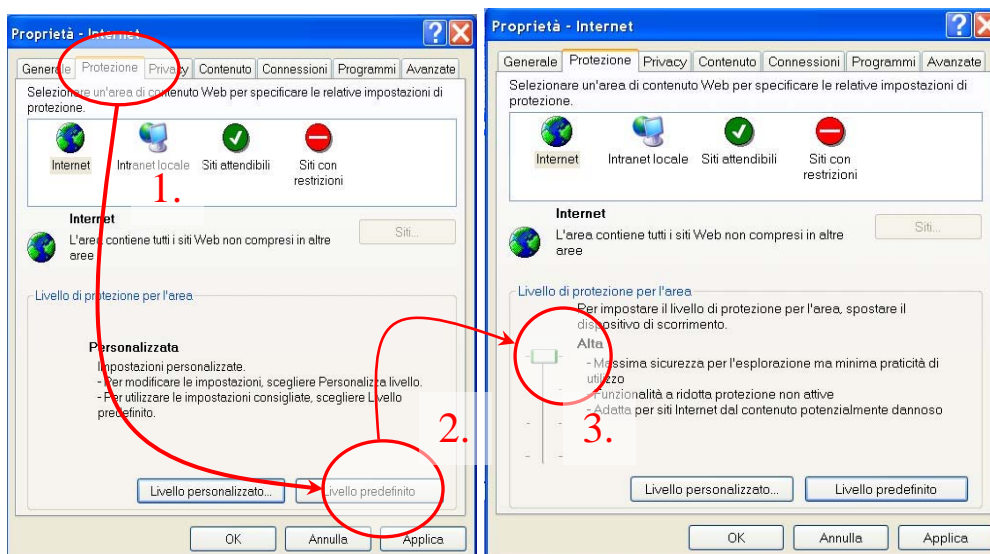 Proprietà - Internet
Generale Protezione Privacy Contenuto Connessioni Programmi Avanzate
Selezionare un'area di contenuto Web per specificare le relative impostazioni di
protezione.
Internet Intranet locale Siti attendibili Siti con
restrizioni
1.
Internet
L'area contiene tutti i siti Web non compresi in altre
aree
Siti...
Livello di protezione per l'area
Personalizzata
Impostazioni personalizzate.
- Per modificare le impostazioni, scegliere Personalizza livello.
- Per utilizzare le impostazioni consigliate, scegliere Livello
predefinito.
2.
Livello personalizzato... Livello predefinito
OK Annulla Applica
Proprietà - Internet
Generale Protezione Privacy Contenuto Connessioni Programmi Avanzate
Selezionare un'area di contenuto Web per specificare le relative impostazioni di
protezione.
Internet Intranet locale Siti attendibili Siti con
restrizioni
Internet
L'area contiene tutti i siti Web non compresi in altre
aree
Siti...
Livello di protezione per l'area
Per impostare il livello di protezione per l'area, spostare il
dispositivo di scorrimento.
Alta
- Massima sicurezza per l'esplorazione ma minima praticità di
utilizzo
- Funzionalità a ridotta protezione non attive
- Adatta per siti Internet dal contenuto potenzialmente dannoso
3.
Livello personalizzato... Livello predefinito
OK Annulla Applica